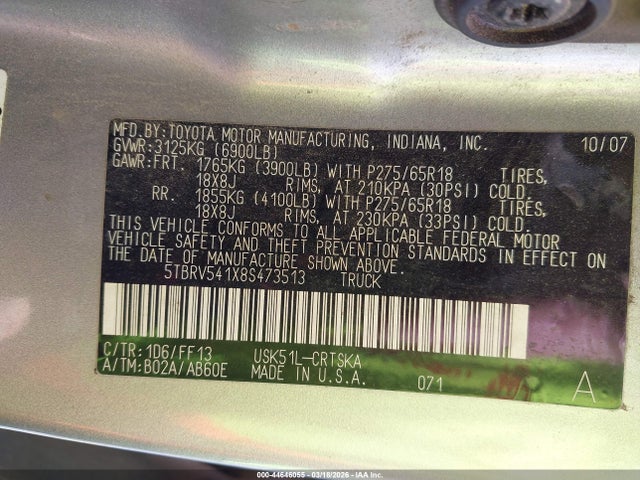 MFD.BY:TOYOTA MOTOR MANUFACTURING, INDIANA, INC. 10/07
GVWR:3125KG (6900LB)
GAWR:FRT. 1765KG (3900LB) WITH P275/65R18 TIRES,
18X8J RIMS, AT 210KPA (30PSI) COLD.
RR. 1855KG (4100LB) WITH P275/65R18 TIRES,
18X8J RIMS, AT 230KPA (33PSI) COLD.
THIS VEHICLE CONFORMS TO ALL APPLICABLE FEDERAL MOTOR
VEHICLE SAFETY AND THEFT PREVENTION STANDARDS IN EFFECT ON
THE DATE OF MANUFACTURE SHOWN ABOVE.
5TBRV541X8S473513 TRUCK
C/TR:1D6/FF13 USK51L-CRTSKA
A/TM:B02A/AB60E MADE IN U.S.A. 071 A
000-44645055 — 03/18/2026 — IAA Inc.